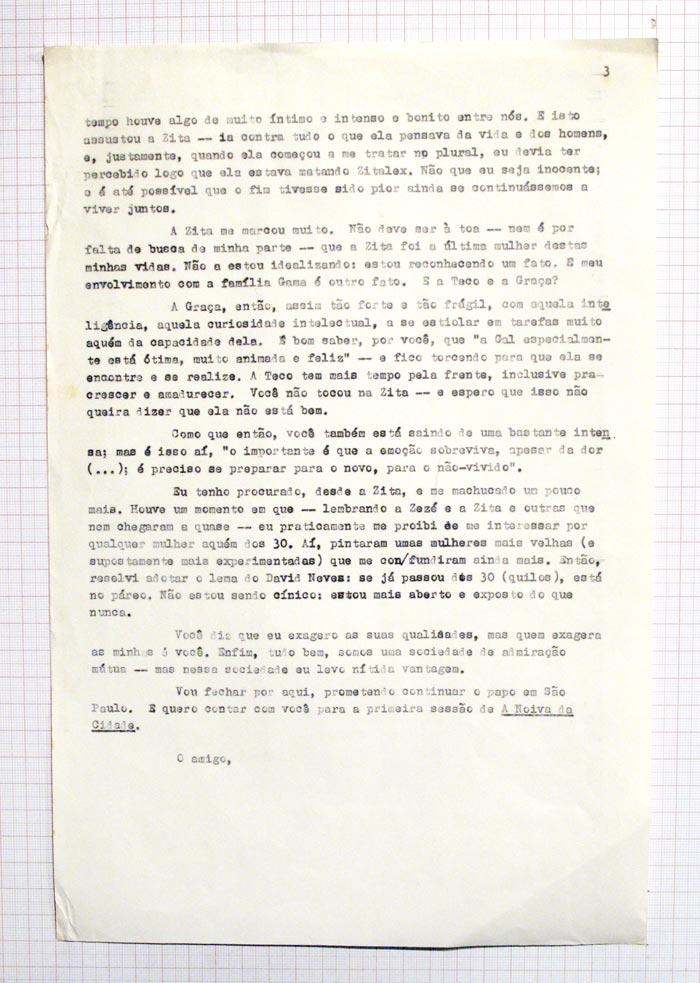 3
tempo houve algo de muito íntimo e intenso e bonito entre nós. E isto
assustou a Zita -- ia contra tudo o que ela pensava da vida e dos homens,
e, justamente, quando ela começou a me tratar no plural, eu devia ter
percebido logo que ela estava matando Zitalex. Não que eu seja inocente;
e é até possível que o fim tivesse sido pior ainda se continuássemos a
viver juntos.
A Zita me marcou muito. Não deve ser à toa -- nem é por
falta de busca de minha parte -- que a Zita foi a última mulher destas
minhas vidas. Não a estou idealizando: estou reconhecendo um fato. E meu
envolvimento com a família Gama é outro fato. E a Teco e a Graça?
A Graça, então, assim tão forte e tão frágil, com aquela inte
ligência, aquela curiosidade intelectual, a se estiolar em tarefas muito
aquém da capacidade dela. É bom saber, por você, que "a Gal especialmen-
te está ótima, muito animada e feliz" -- e fico torcendo para que ela se
encontre e se realize. A Teco tem mais tempo pela frente, inclusive pra
crescer e amadurecer. Você não tocou na Zita -- e espero que isso não
queira dizer que ela não está bem.
Como que então, você também está saindo de uma bastante inten
sa; mas é isso aí, "o importante é que a emoção sobreviva, apesar da dor
(...); é preciso se preparar para o novo, para o não-vivido".
Eu tenho procurado, desde a Zita, e me machucado um pouco
mais. Houve um momento em que -- lembrando a Zezé e a Zita e outras que
nem chegaram a quase -- eu praticamente me proibi de me interessar por
qualquer mulher aquém dos 30. Aí, pintaram umas mulheres mais velhas (e
supostamente mais experimentadas) que me con/fundiram ainda mais. Então,
resolvi adotar o lema do David Neves: se já passou dos 30 (quilos), está
no páreo. Não estou sendo cínico: estou mais aberto e exposto do que
nunca.
Você diz que eu exagero as suas qualidades, mas quem exagera
as minhas é você. Enfim, tudo bem, somos uma sociedade de admiração
mútua -- mas nessa sociedade eu levo nítida vantagem.
Vou fechar por aqui, prometendo continuar o papo em São
Paulo. E quero contar com você para a primeira sessão de A Noiva da
Cidade.
O amigo,